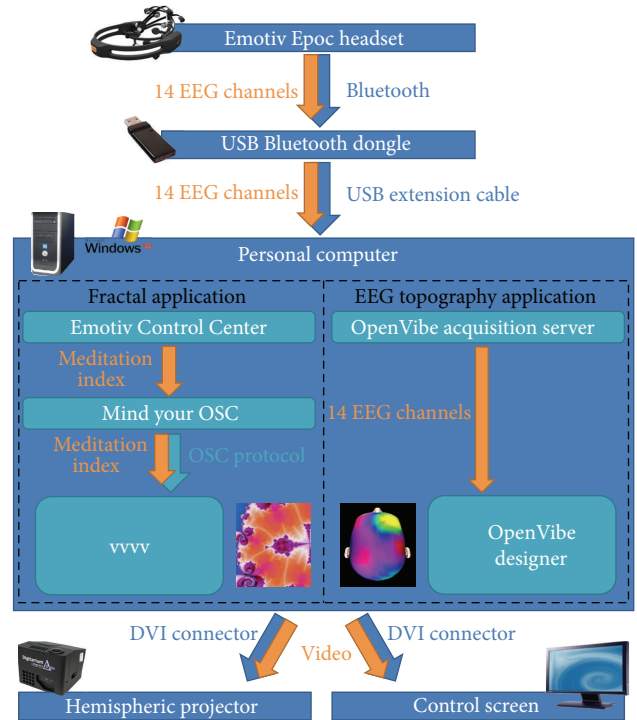 Emotiv Epoc headset
14 EEG channels
Bluetooth
USB Bluetooth dongle
14 EEG channels
USB extension cable
Windows
Personal computer
Fractal application
EEG topography application
Emotiv Control Center
OpenVibe acquisition server
Meditation
index
Mind your OSC
14 EEG channels
Meditation
index
OSC protocol
vvvv
OpenVibe
designer
DVI connector
Video
DVI connector
Digitarium
Hemispheric projector
Control screen